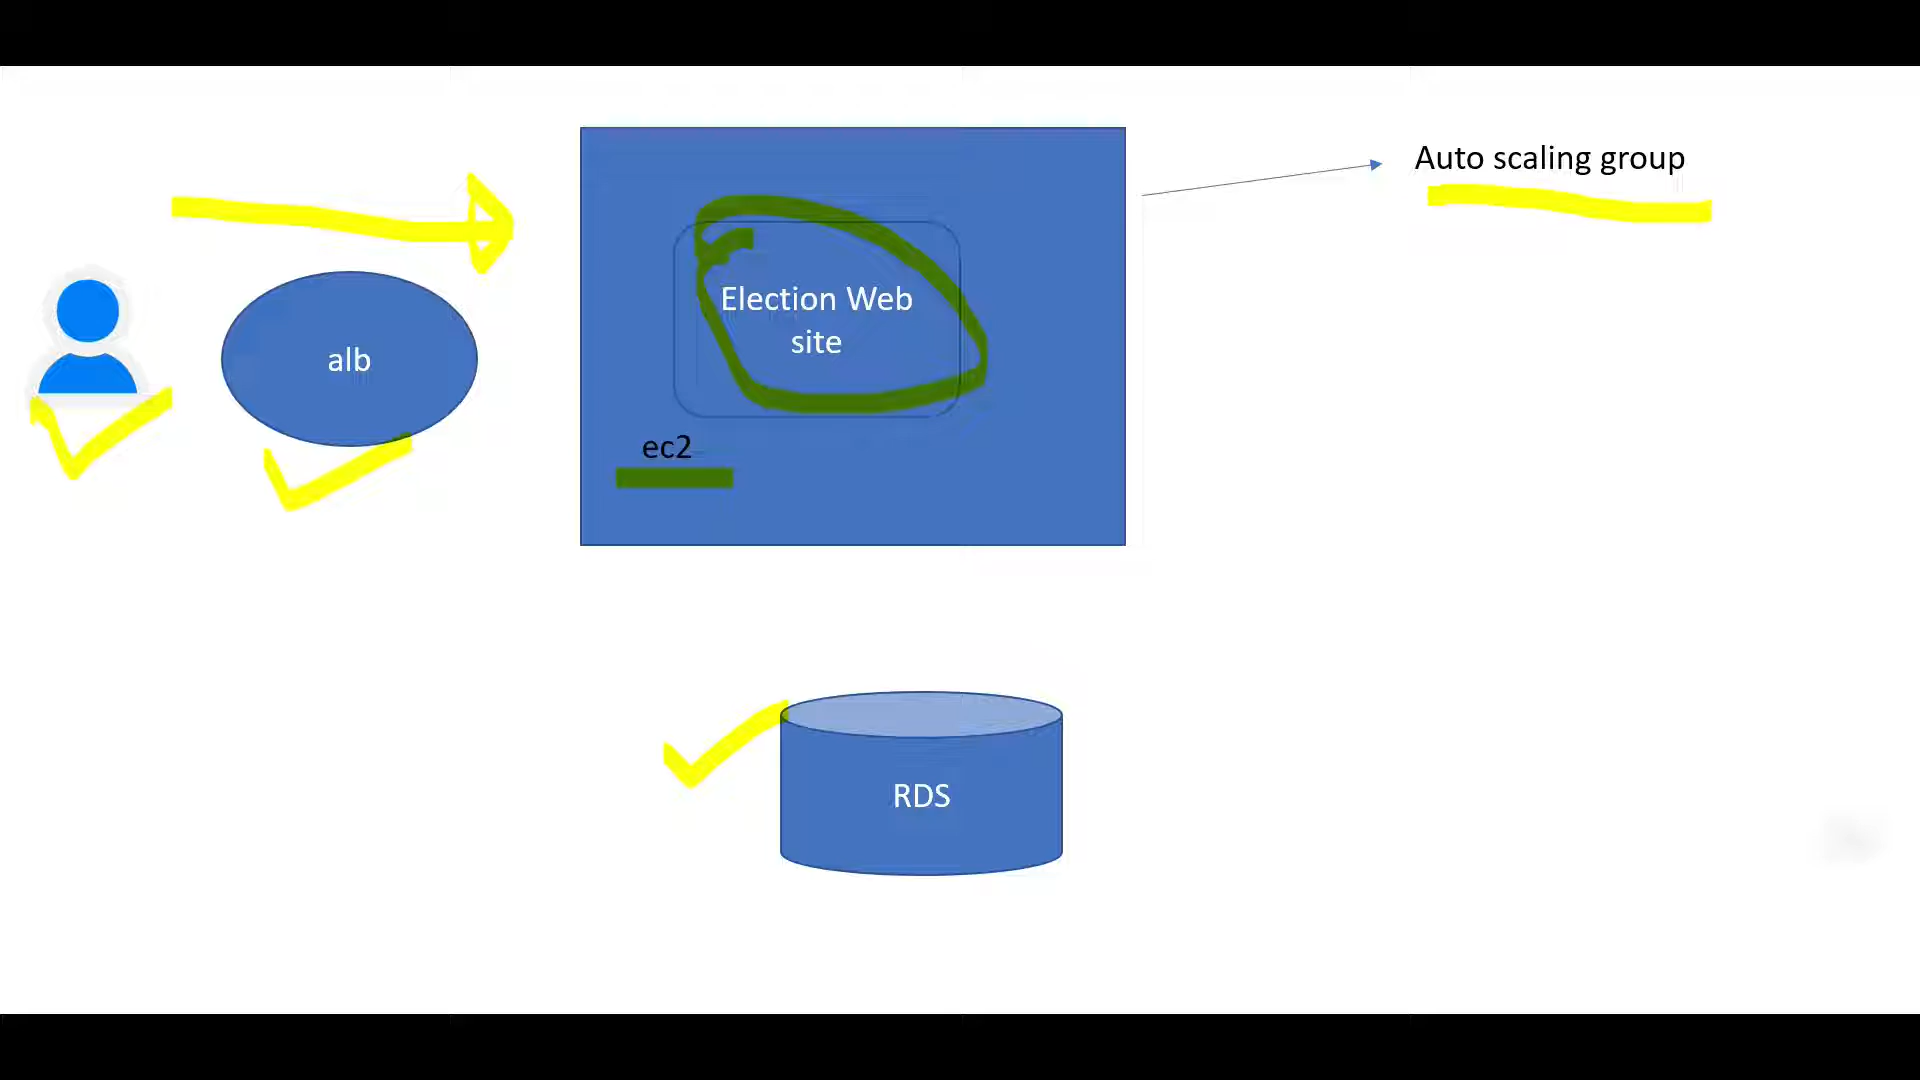 Auto scaling group
Election Web
site
alb
ec2
RDS